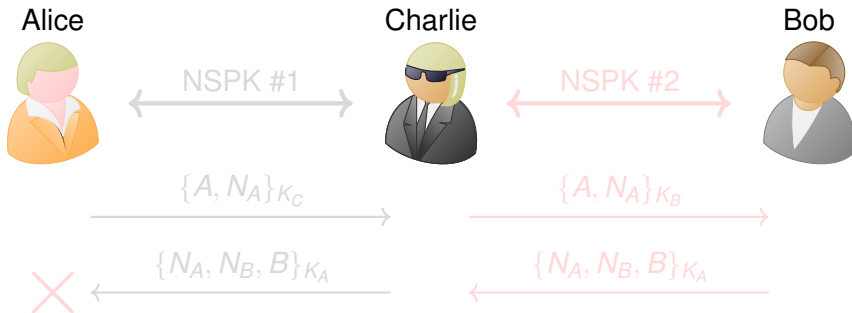 Alice Charlie Bob
NSPK #1 NSPK #2
{A, N_A}_{K_C} {A, N_A}_{K_B}
{N_A, N_B, B}_{K_A} {N_A, N_B, B}_{K_A}